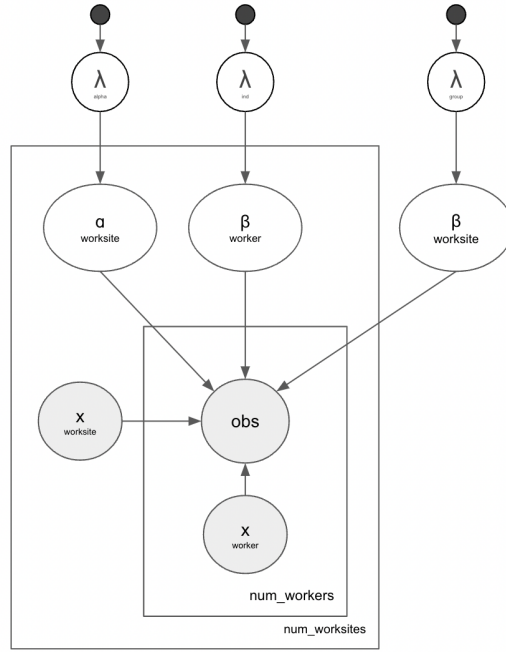 λ
alpha
λ
ind
λ
group
α
worksite
β
worker
β
worksite
x
worksite
obs
x
worker
num_workers
num_worksites